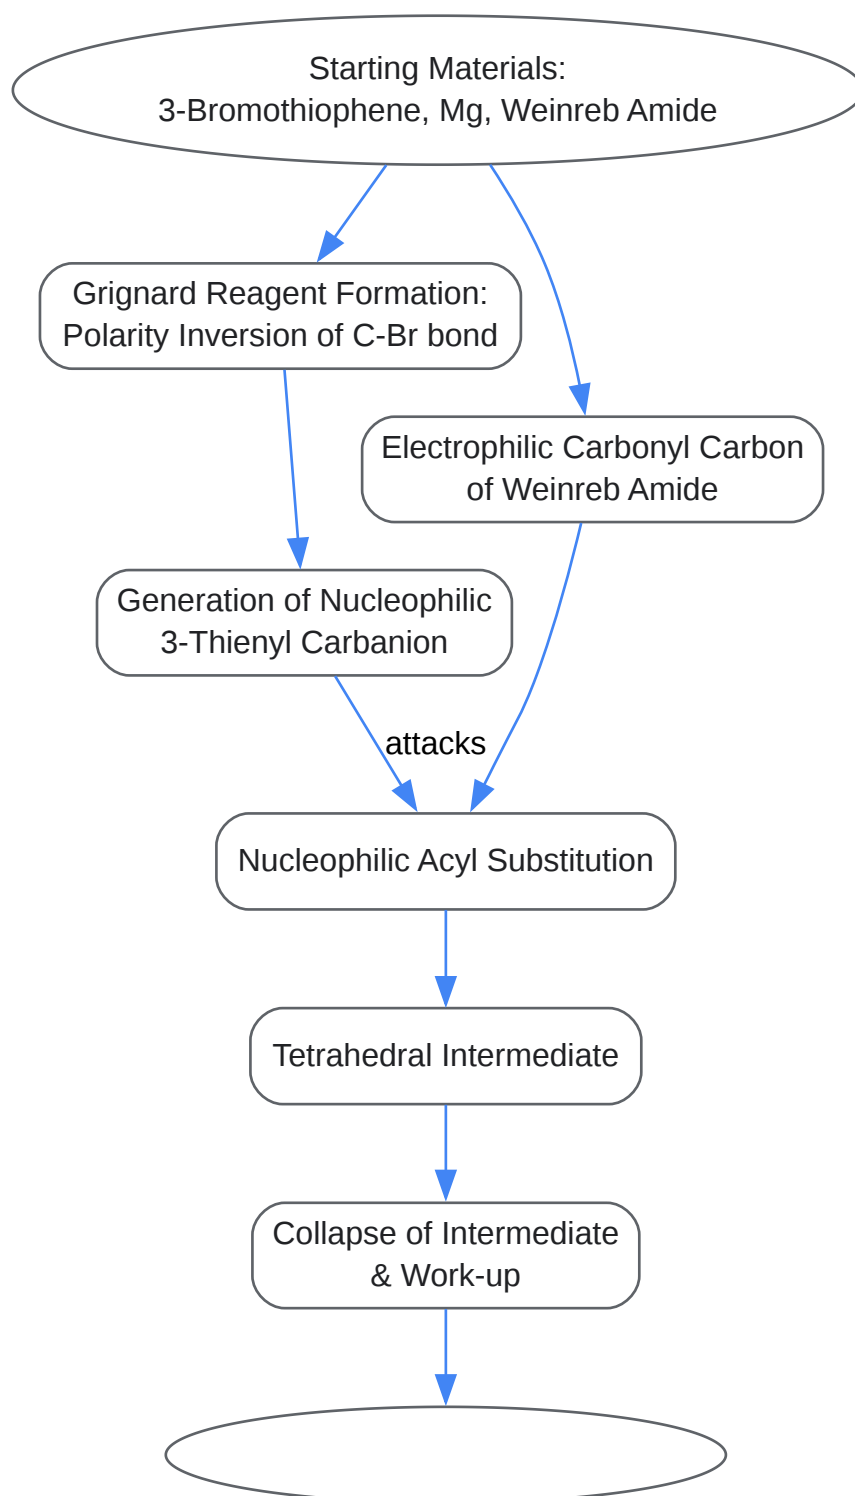 Starting Materials:
3-Bromothiophene, Mg, Weinreb Amide
Grignard Reagent Formation:
Polarity Inversion of C-Br bond
Electrophilic Carbonyl Carbon
of Weinreb Amide
Generation of Nucleophilic
3-Thienyl Carbanion
attacks
Nucleophilic Acyl Substitution
Tetrahedral Intermediate
Collapse of Intermediate
& Work-up